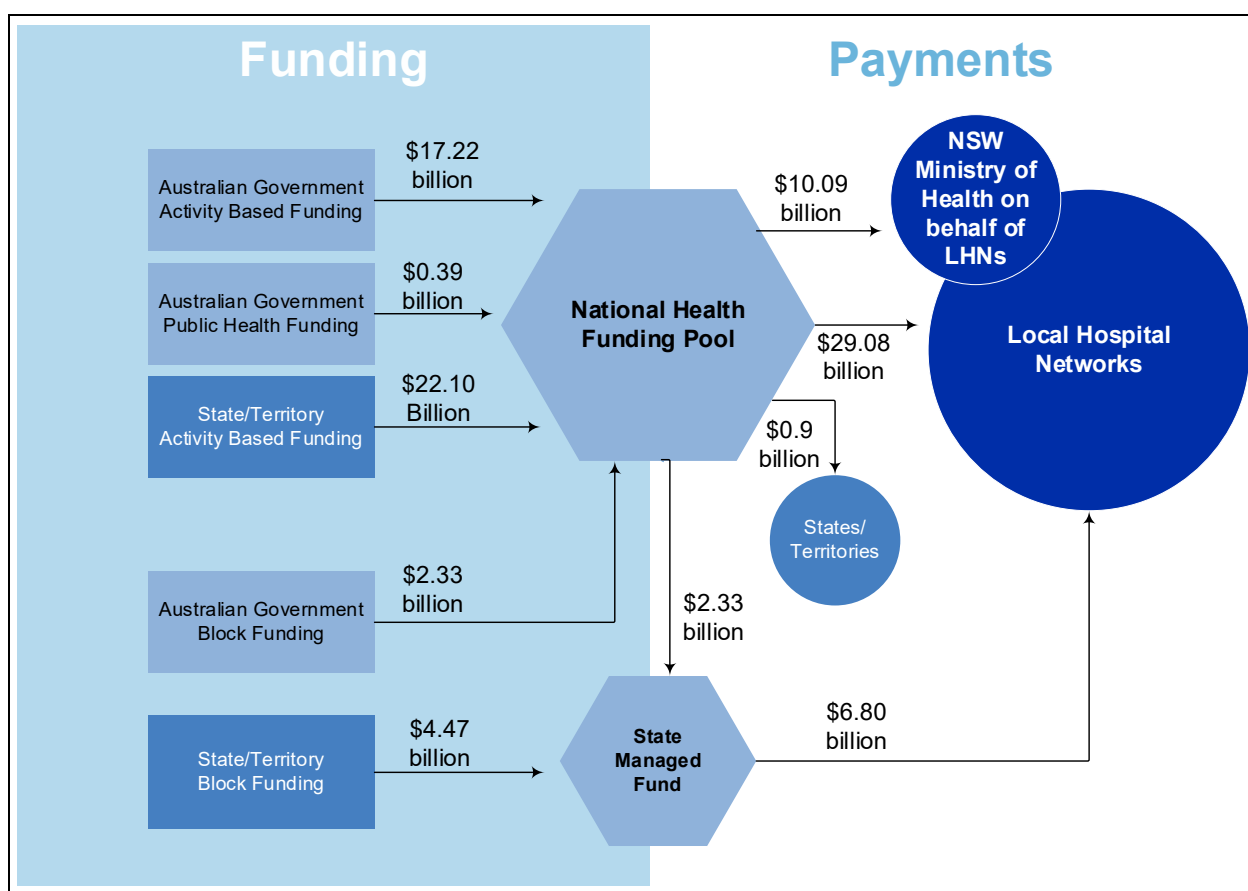 Funding
Payments
Australian Government
Activity Based Funding
$17.22
billion
Australian Government
Public Health Funding
$0.39
billion
State/Territory
Activity Based Funding
$22.10
Billion
Australian Government
Block Funding
$2.33
billion
State/Territory
Block Funding
$4.47
billion
National Health
Funding Pool
State
Managed
Fund
$10.09
billion
$29.08
billion
$0.9
billion
$2.33
billion
$6.80
billion
NSW
Ministry of
Health on
behalf of
LHNs
Local Hospital
Networks
States/
Territories